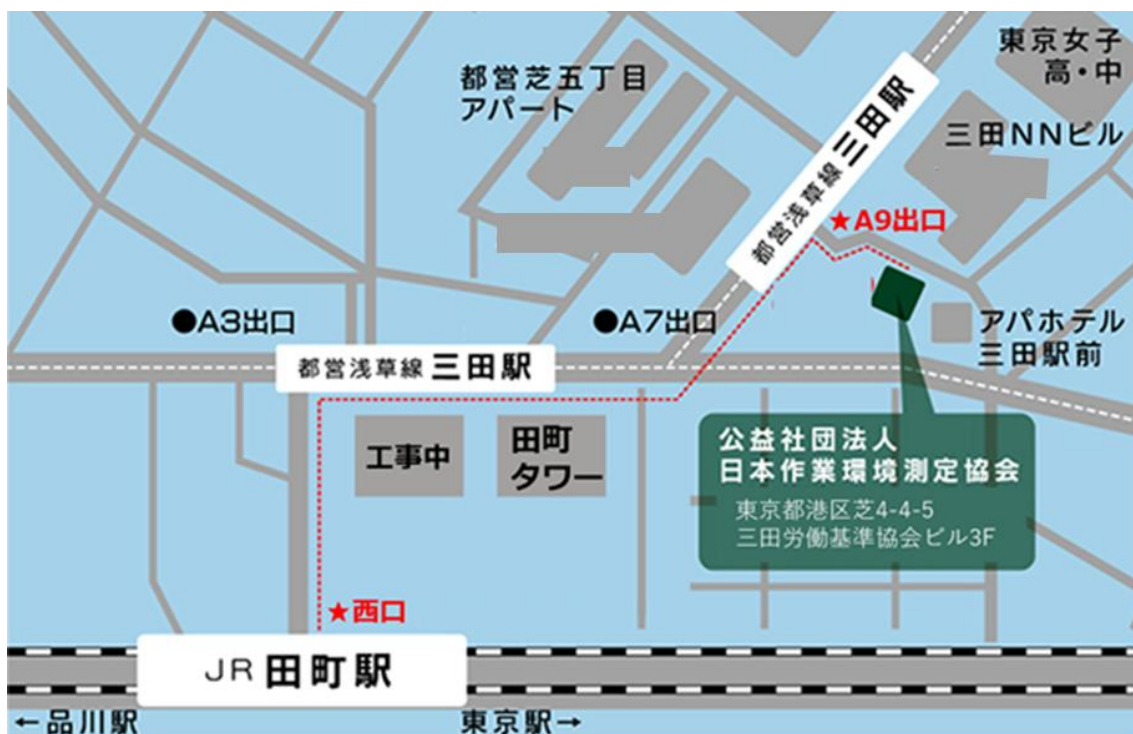 東京女子
高・中
都営芝五丁目
アパート
都営浅草線 三田駅
三田NNビル
★A9出口
●A3出口
●A7出口
アパホテル
三田駅前
都営浅草線 三田駅
工事中
田町
タワー
公益社団法人
日本作業環境測定協会
東京都港区芝4-4-5
三田労働基準協会ビル3F
★西口
JR 田町駅
←品川駅
東京駅→